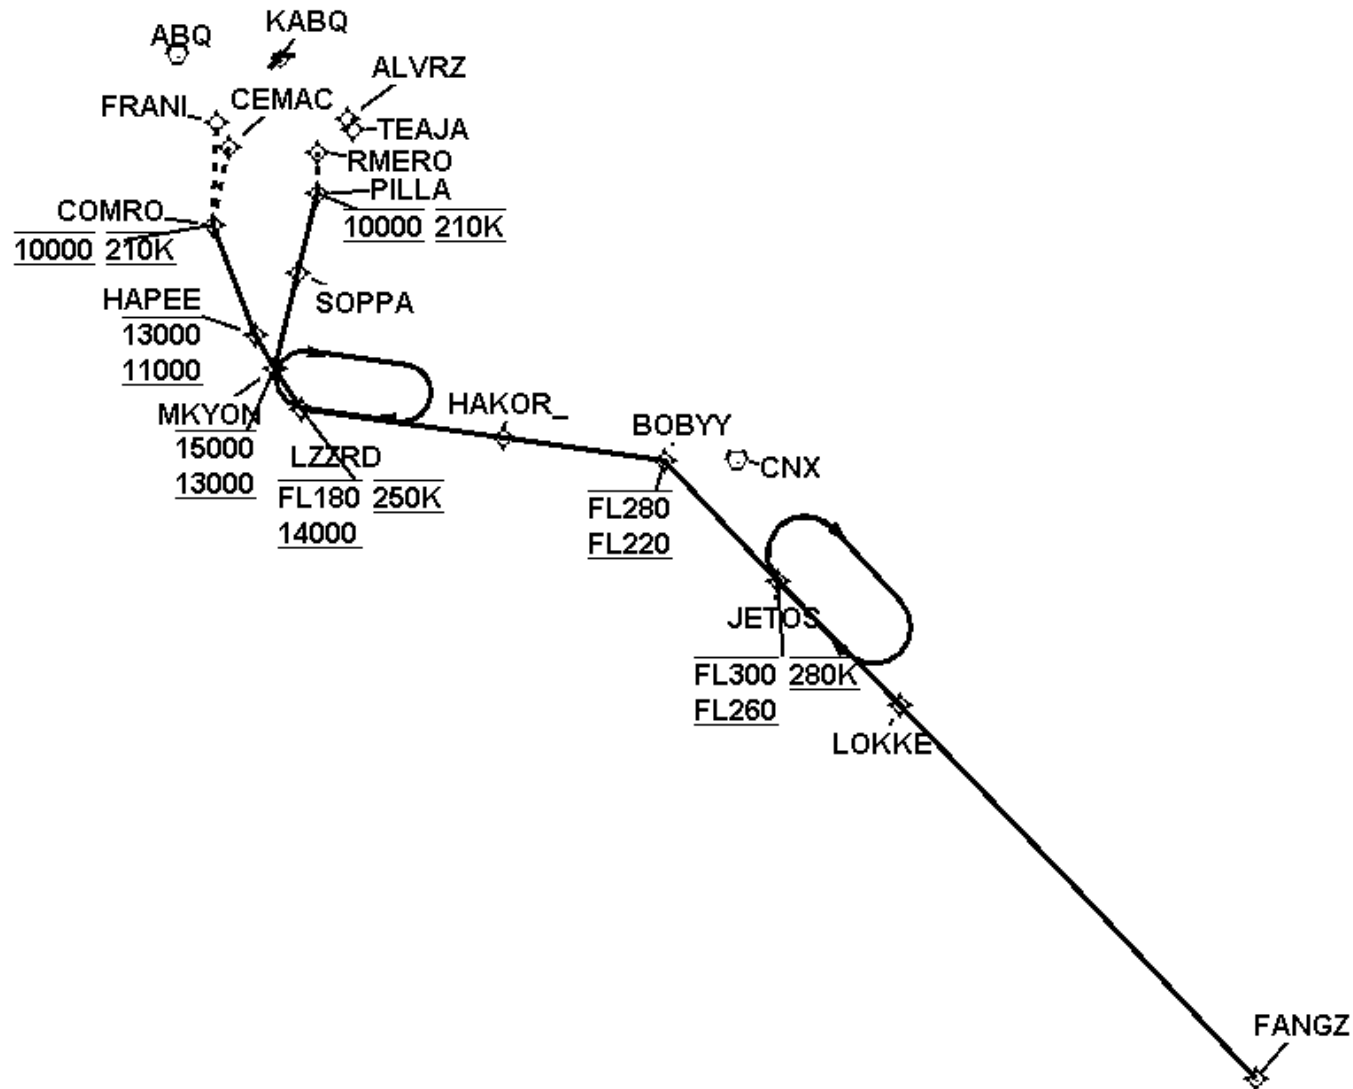 KABQ
ABQ
ALVRZ
CEMAC
FRANI
TEAJA
RMERO
PILLA
10000 210K
COMRO
10000 210K
SOPPA
HAPEE
13000
11000
MKYON
15000
13000
HAKOR
BOBYY
LZZRD
FL180 250K
14000
CNX
FL280
FL220
JETOS
FL300 280K
FL260
LOKKE
FANGZ